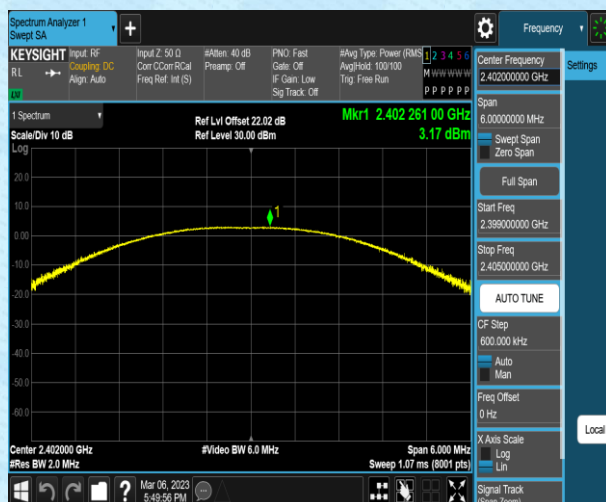 Spectrum Analyzer 1
Swept SA
Frequency
KEYSIGHT
RL
Input: RF
Coupling: DC
Align: Auto
Input Z: 50 Ω
Corr CCorr RCal
Freq Ref: Int (S)
#Atten: 40 dB
Preamp: Off
PNO: Fast
Gate: Off
IF Gain: Low
Sig Track: Off
#Avg Type: Power (RMS
Avg|Hold: 100/100
Trig: Free Run
1 2 3 4 5 6
M W W W W W
P P P P P P
1 Spectrum
Scale/Div 10 dB
Ref Lvl Offset 22.02 dB
Ref Level 30.00 dBm
Mkr1 2.402 261 00 GHz
3.17 dBm
Log
20.0
10.0
0.00
-10.0
-20.0
-30.0
-40.0
-50.0
-60.0
1
Center 2.402000 GHz
#Res BW 2.0 MHz
#Video BW 6.0 MHz
Span 6.000 MHz
Sweep 1.07 ms (8001 pts)
Mar 06, 2023
5:49:56 PM
Center Frequency
2.402000000 GHz
Settings
Span
6.00000000 MHz
Swept Span
Zero Span
Full Span
Start Freq
2.399000000 GHz
Stop Freq
2.405000000 GHz
AUTO TUNE
CF Step
600.000 kHz
Auto
Man
Freq Offset
0 Hz
Local
X Axis Scale
Log
Lin
Signal Track
(Span Zoom)